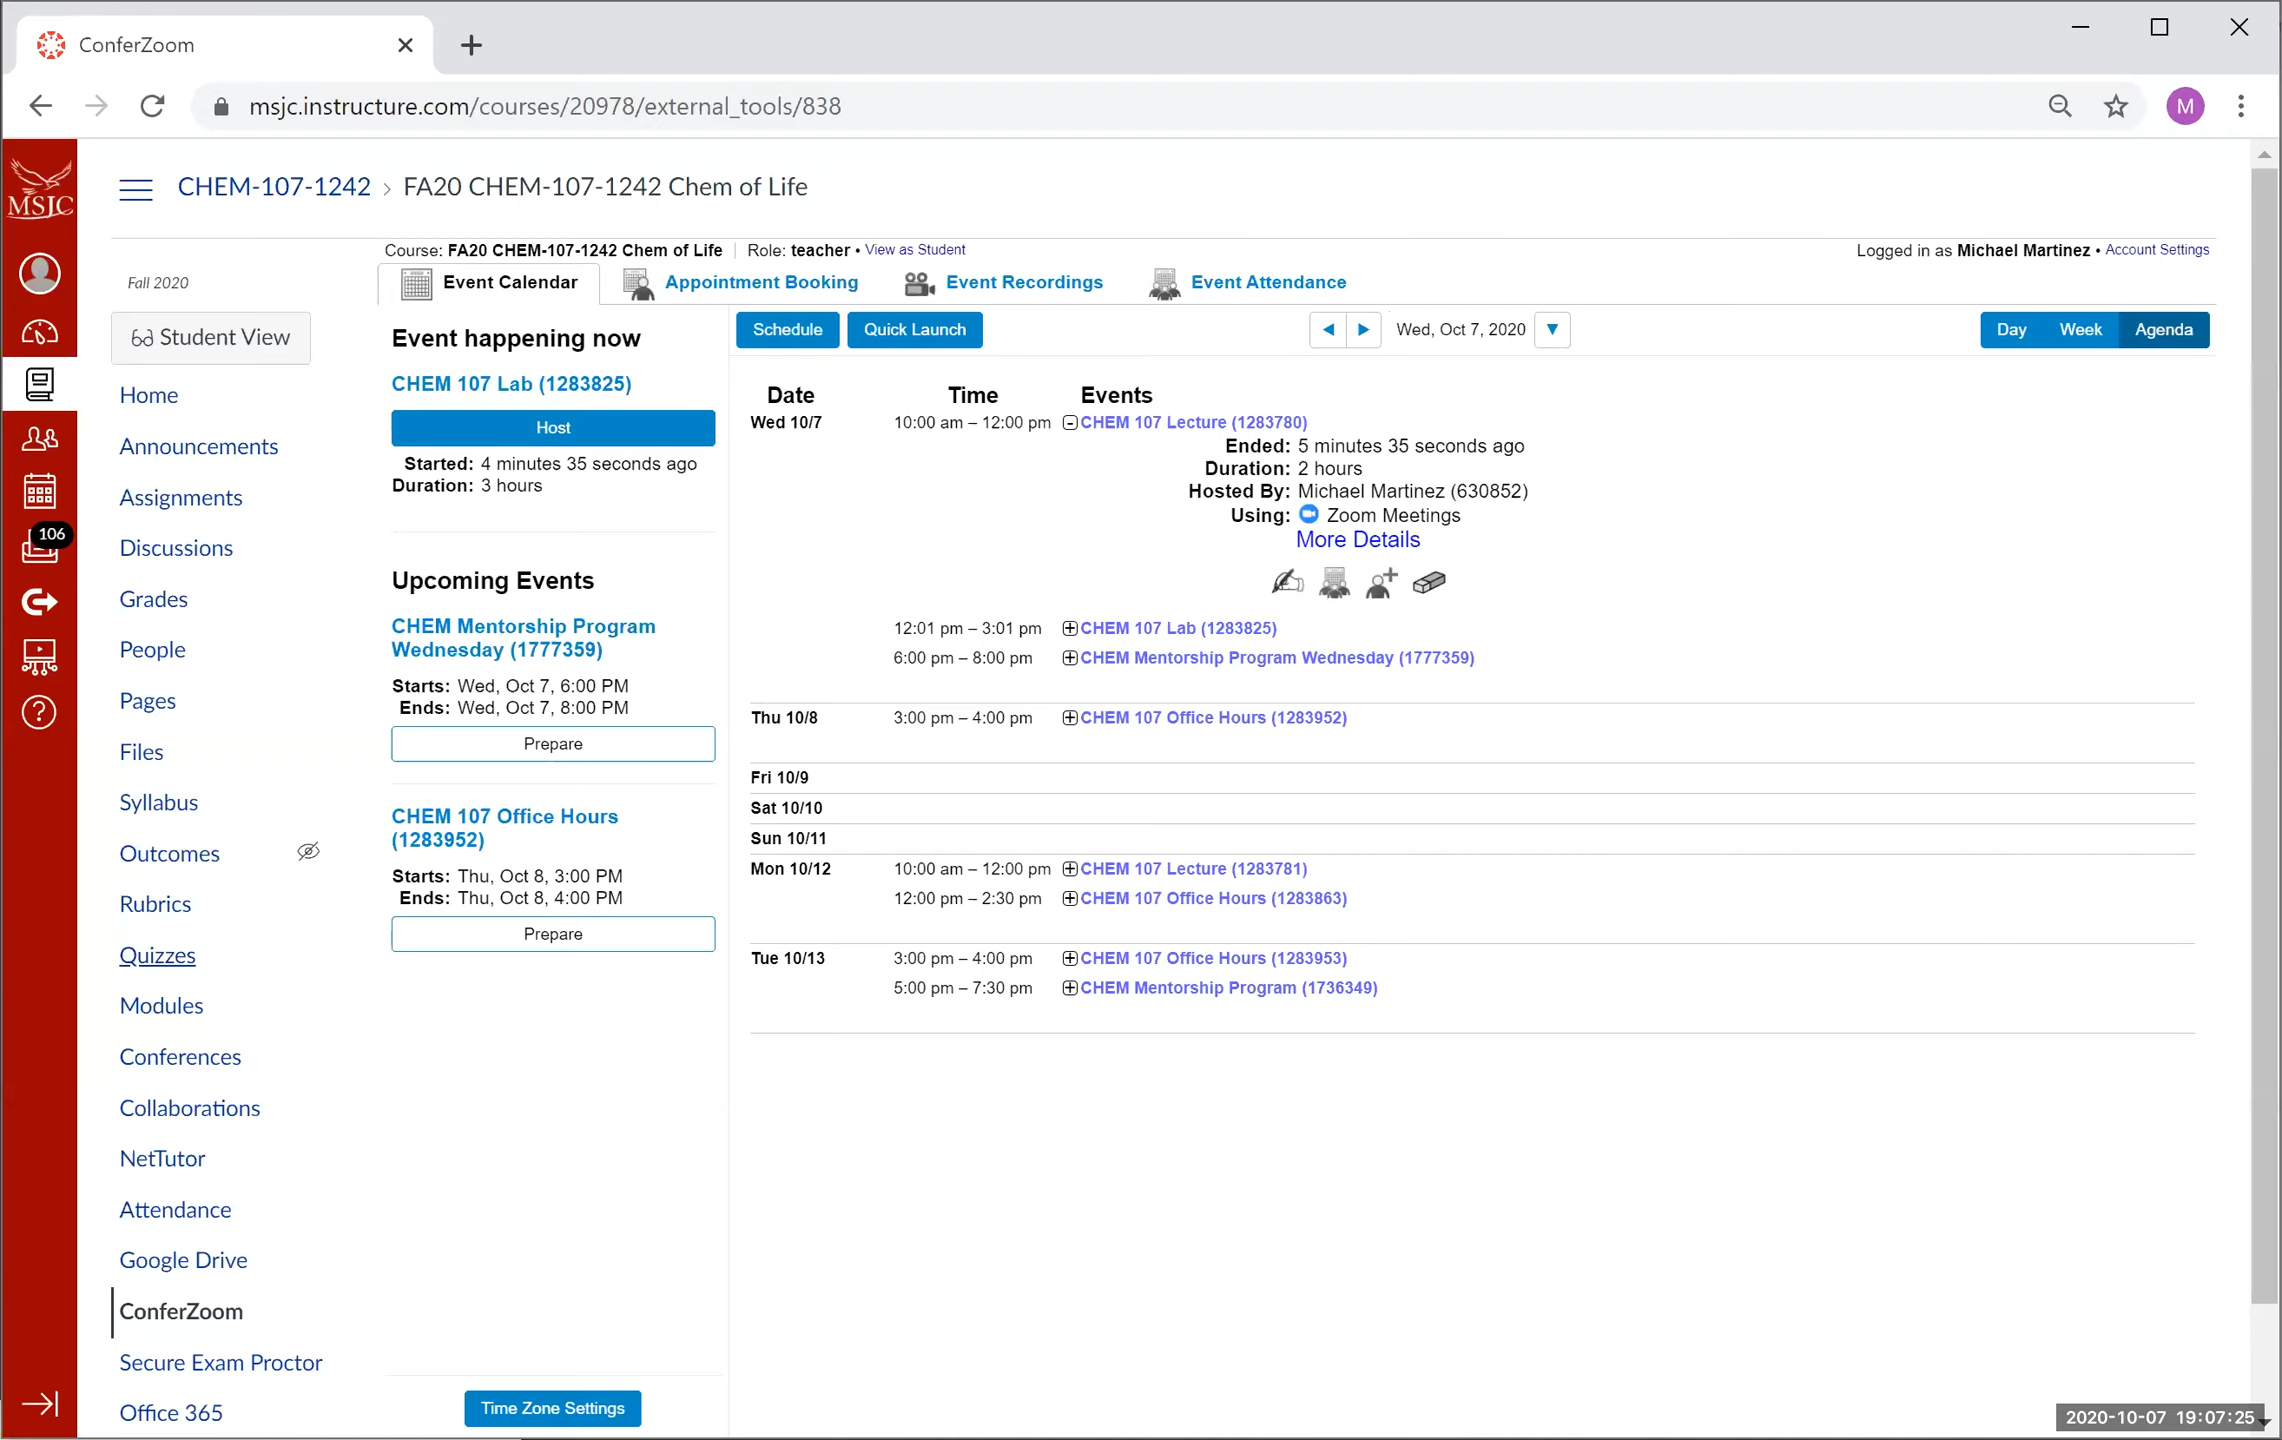 ConferZoom
msjc.instructure.com/courses/20978/external_tools/838
M
MSJC
CHEM-107-1242 › FA20 CHEM-107-1242 Chem of Life
Course: FA20 CHEM-107-1242 Chem of Life | Role: teacher • View as Student
Logged in as Michael Martinez • Account Settings
Fall 2020
Event Calendar
Appointment Booking
Event Recordings
Event Attendance
Student View
Home
Announcements
Assignments
106
Discussions
Grades
People
Pages
Files
Syllabus
Outcomes
Rubrics
Quizzes
Modules
Conferences
Collaborations
NetTutor
Attendance
Google Drive
ConferZoom
Secure Exam Proctor
Office 365
Event happening now
CHEM 107 Lab (1283825)
Host
Started: 4 minutes 35 seconds ago
Duration: 3 hours
Upcoming Events
CHEM Mentorship Program
Wednesday (1777359)
Starts: Wed, Oct 7, 6:00 PM
Ends: Wed, Oct 7, 8:00 PM
Prepare
CHEM 107 Office Hours
(1283952)
Starts: Thu, Oct 8, 3:00 PM
Ends: Thu, Oct 8, 4:00 PM
Prepare
Time Zone Settings
Schedule
Quick Launch
Wed, Oct 7, 2020
Day
Week
Agenda
Date Time Events
Wed 10/7 10:00 am – 12:00 pm CHEM 107 Lecture (1283780)
Ended: 5 minutes 35 seconds ago
Duration: 2 hours
Hosted By: Michael Martinez (630852)
Using: Zoom Meetings
More Details
12:01 pm – 3:01 pm CHEM 107 Lab (1283825)
6:00 pm – 8:00 pm CHEM Mentorship Program Wednesday (1777359)
Thu 10/8 3:00 pm – 4:00 pm CHEM 107 Office Hours (1283952)
Fri 10/9
Sat 10/10
Sun 10/11
Mon 10/12 10:00 am – 12:00 pm CHEM 107 Lecture (1283781)
12:00 pm – 2:30 pm CHEM 107 Office Hours (1283863)
Tue 10/13 3:00 pm – 4:00 pm CHEM 107 Office Hours (1283953)
5:00 pm – 7:30 pm CHEM Mentorship Program (1736349)
2020-10-07 19:07:25